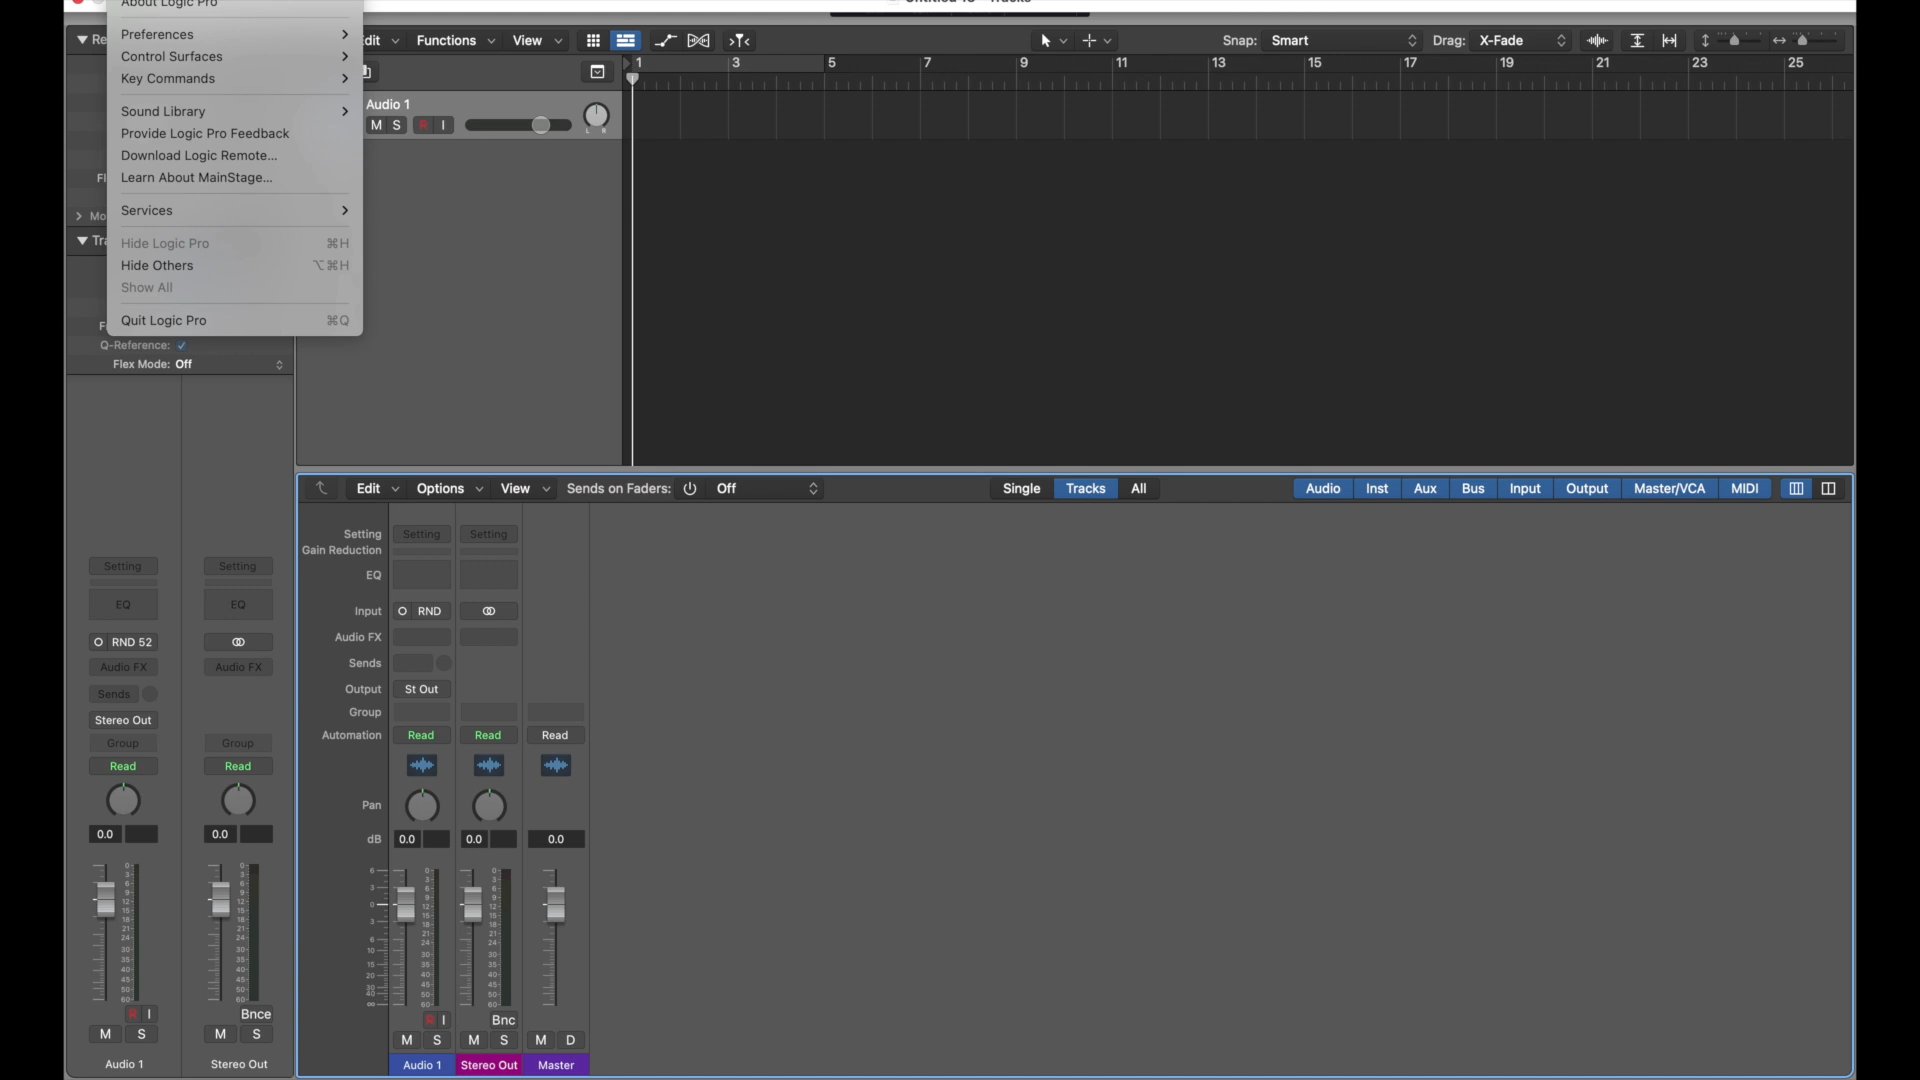 About Logic Pro
Untitled 15 - Tracks
Preferences
Control Surfaces
Key Commands
Sound Library
Provide Logic Pro Feedback
Download Logic Remote...
Learn About MainStage...
Services
Hide Logic Pro ⌘H
Hide Others ⌥⌘H
Show All
Quit Logic Pro ⌘Q
Q-Reference:
Flex Mode: Off
Functions View
Snap: Smart Drag: X-Fade
1 3 5 7 9 11 13 15 17 19 21 23 25
Audio 1
M S R I
L R
Edit Options View Sends on Faders: Off Single Tracks All Audio Inst Aux Bus Input Output Master/VCA MIDI
Setting Setting
EQ EQ
RND 52
Audio FX Audio FX
Sends
Stereo Out
Group Group
Read Read
0.0 0.0
R I Bnce
M S M S
Audio 1 Stereo Out
Setting Setting Setting
Gain Reduction
EQ
Input RND
Audio FX
Sends
Output St Out
Group
Automation Read Read Read
Pan
dB 0.0 0.0 0.0
R I Bnc
M S M S M D
Audio 1 Stereo Out Master